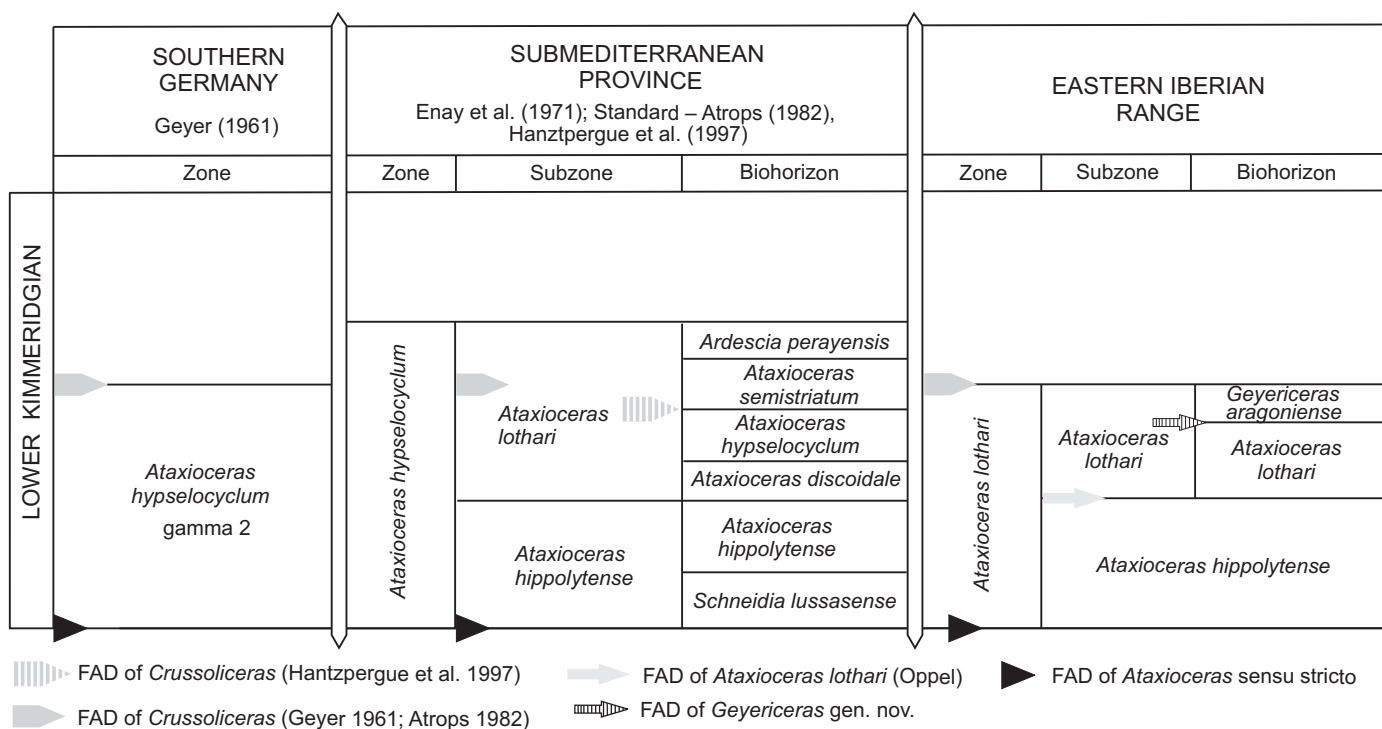 SOUTHERN
GERMANY
Geyer (1961)
SUBMEDITERRANEAN
PROVINCE
Enay et al. (1971); Standard – Atrops (1982),
Hanztpergue et al. (1997)
EASTERN IBERIAN
RANGE
Zone
Zone
Subzone
Biohorizon
Zone
Subzone
Biohorizon
LOWER KIMMERIDGIAN
Ataxioceras
hypselocyclum
gamma 2
Ataxioceras hypselocyclum
Ataxioceras
lothari
Ataxioceras
hippolytense
Ardescia perayensis
Ataxioceras
semistriatum
Ataxioceras
hypselocyclum
Ataxioceras discoidale
Ataxioceras
hippolytense
Schneidia lussasense
Ataxioceras lothari
Ataxioceras
lothari
Geyericeras
aragoniense
Ataxioceras
lothari
Ataxioceras hippolytense
FAD of Crussoliceras (Hantzpergue et al. 1997)
FAD of Ataxioceras lothari (Oppel)
FAD of Ataxioceras sensu stricto
FAD of Crussoliceras (Geyer 1961; Atrops 1982)
FAD of Geyericeras gen. nov.